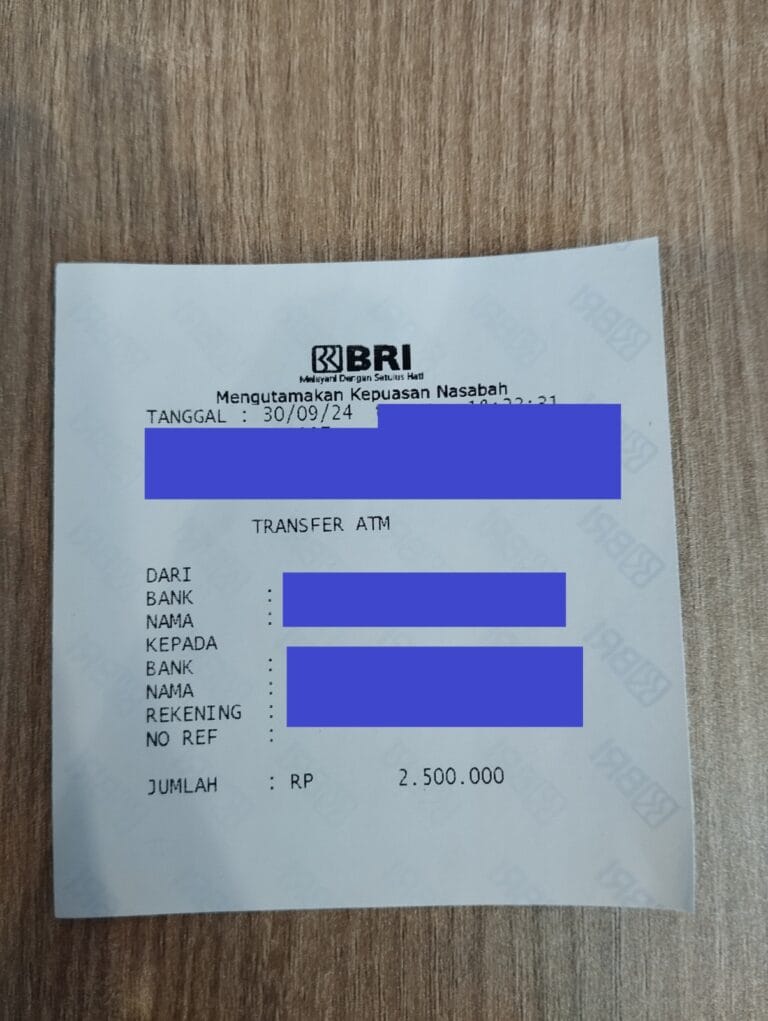 BRI
Melayani Dengan Setulus Hati
Mengutamakan Kepuasan Nasabah
TANGGAL : 30/09/24
TRANSFER ATM
DARI
BANK :
NAMA :
KEPADA
BANK :
NAMA :
REKENING :
NO REF :
JUMLAH : RP 2.500.000